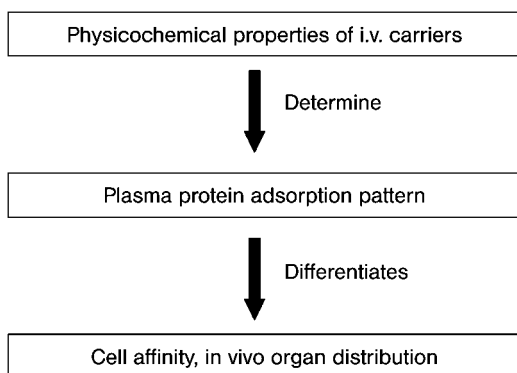 Physicochemical properties of i.v. carriers
Determine
Plasma protein adsorption pattern
Differentiates
Cell affinity, in vivo organ distribution